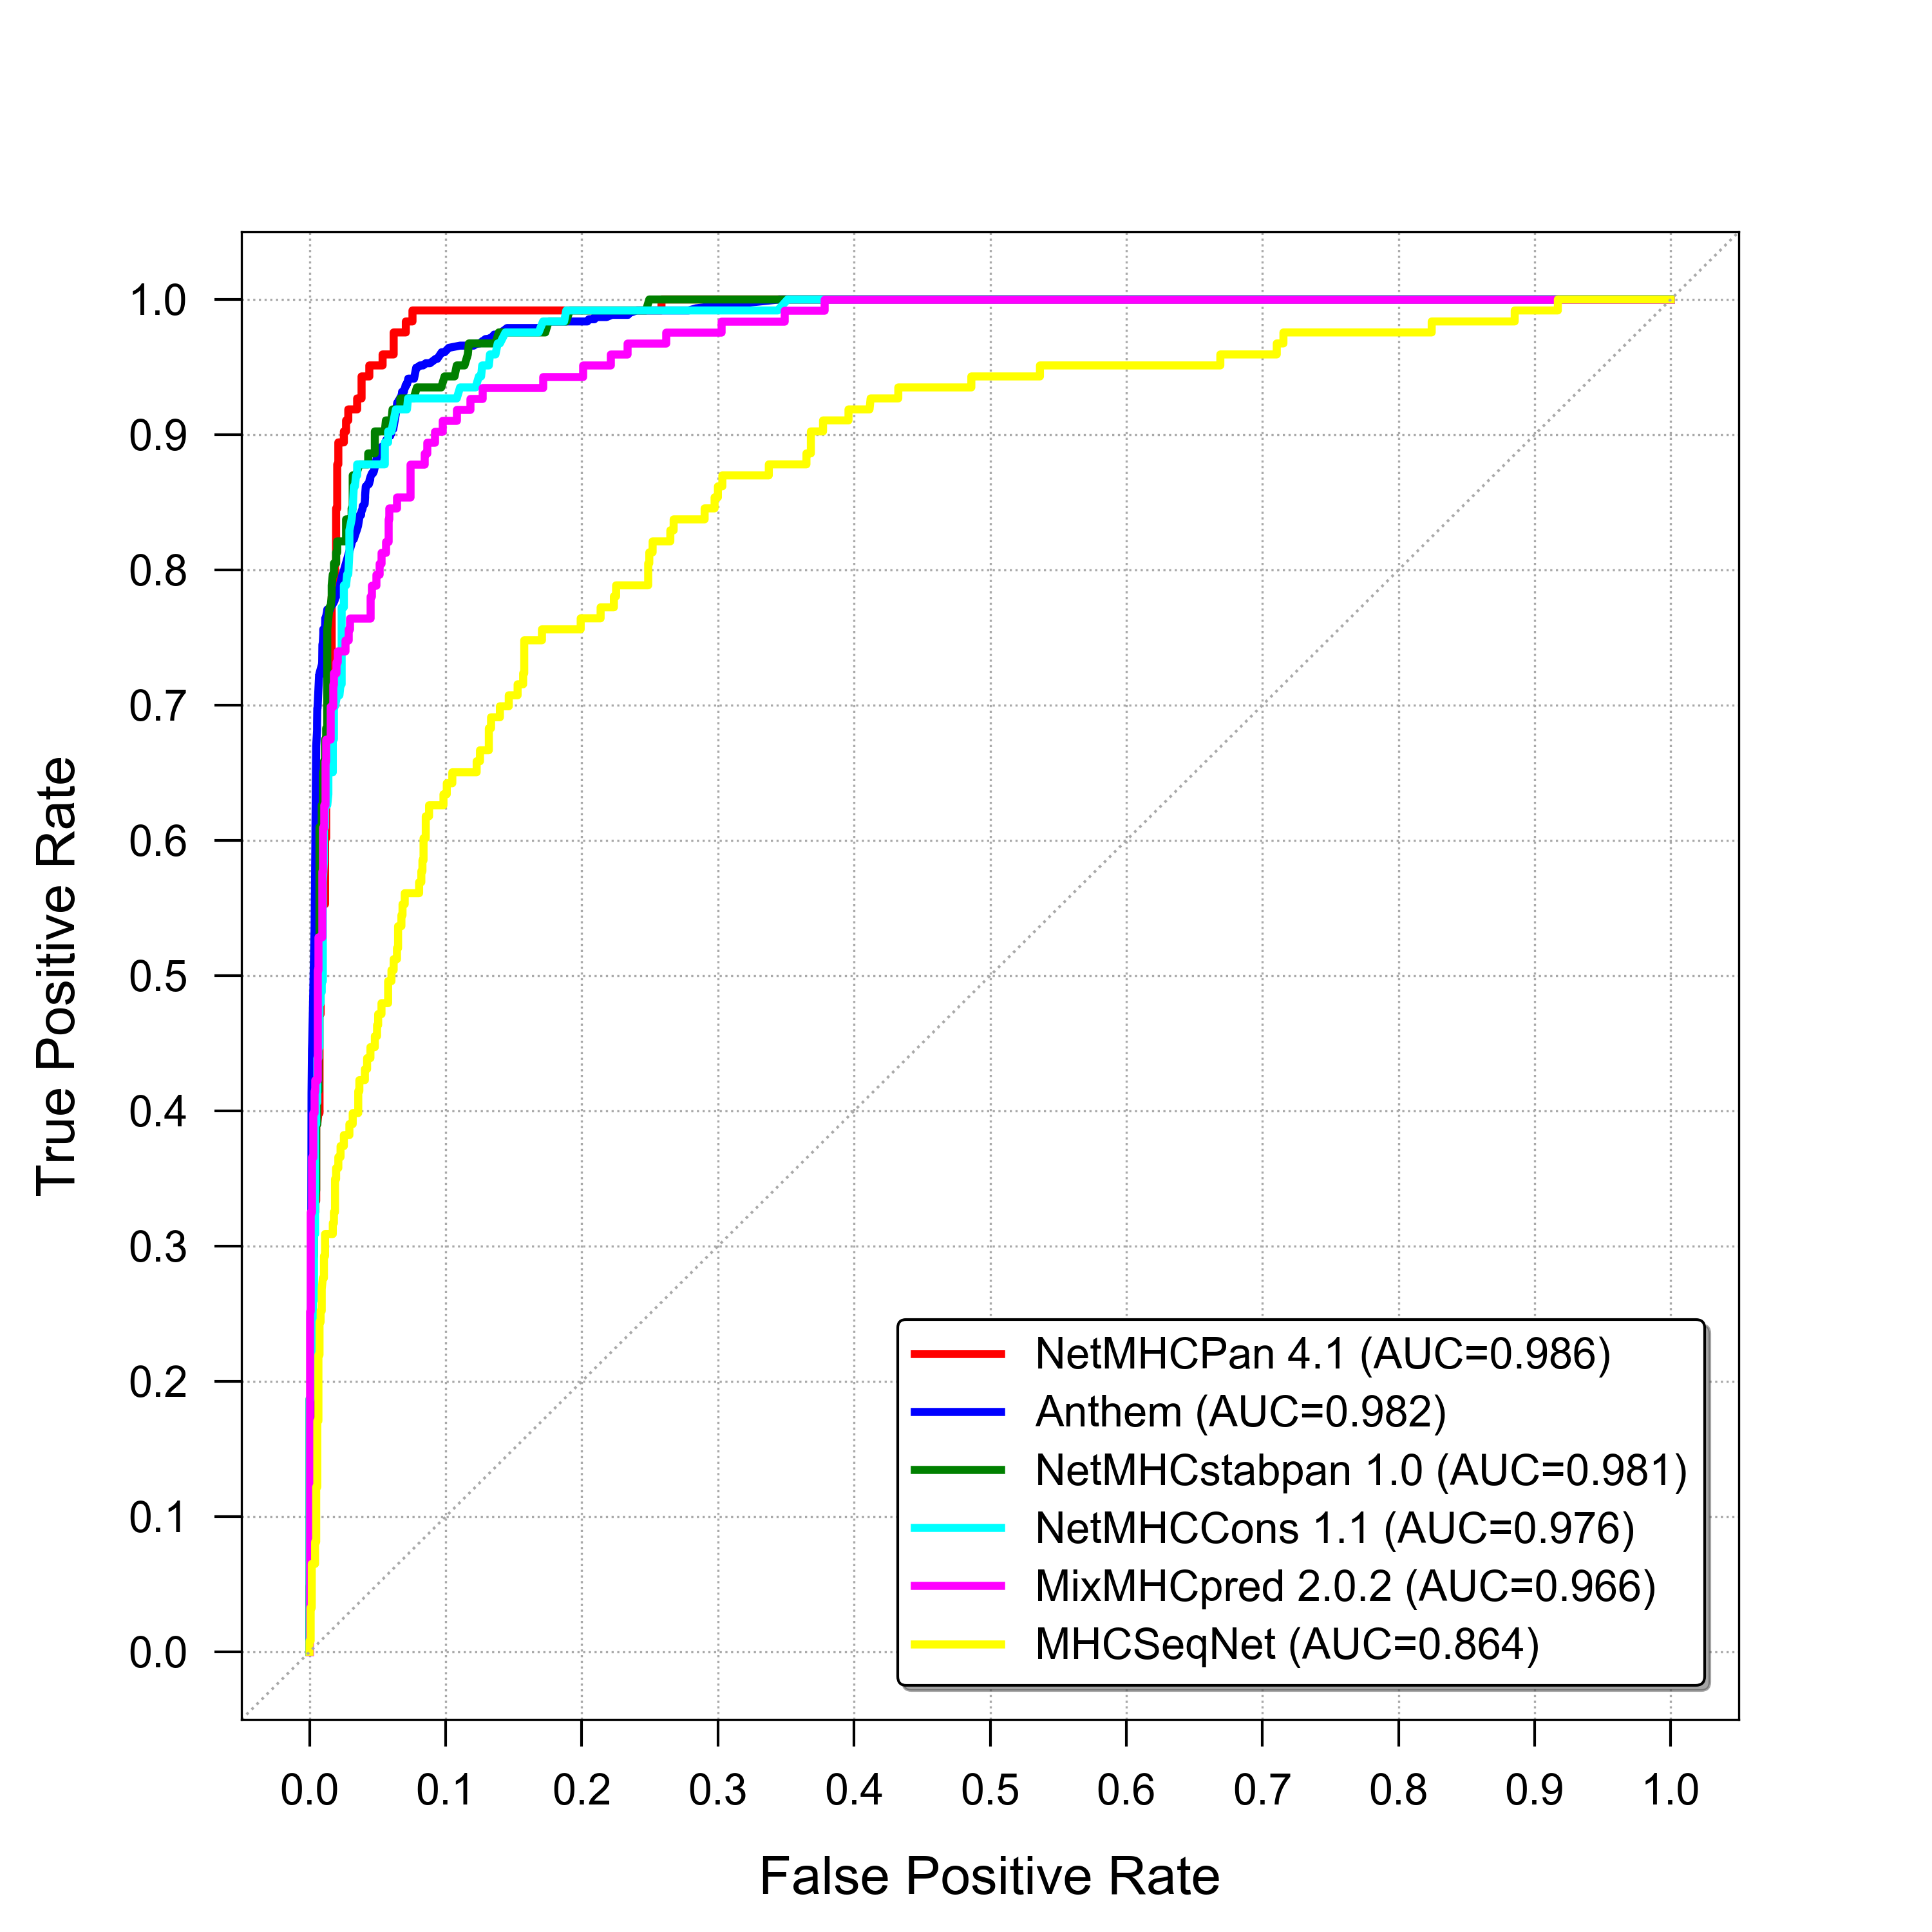 1.0
0.9
0.8
0.7
0.6
0.5
0.4
0.3
0.2
0.1
0.0
True Positive Rate
NetMHCPan 4.1 (AUC=0.986)
Anthem (AUC=0.982)
NetMHCstabpan 1.0 (AUC=0.981)
NetMHCCons 1.1 (AUC=0.976)
MixMHCpred 2.0.2 (AUC=0.966)
MHCSeqNet (AUC=0.864)
0.0 0.1 0.2 0.3 0.4 0.5 0.6 0.7 0.8 0.9 1.0
False Positive Rate